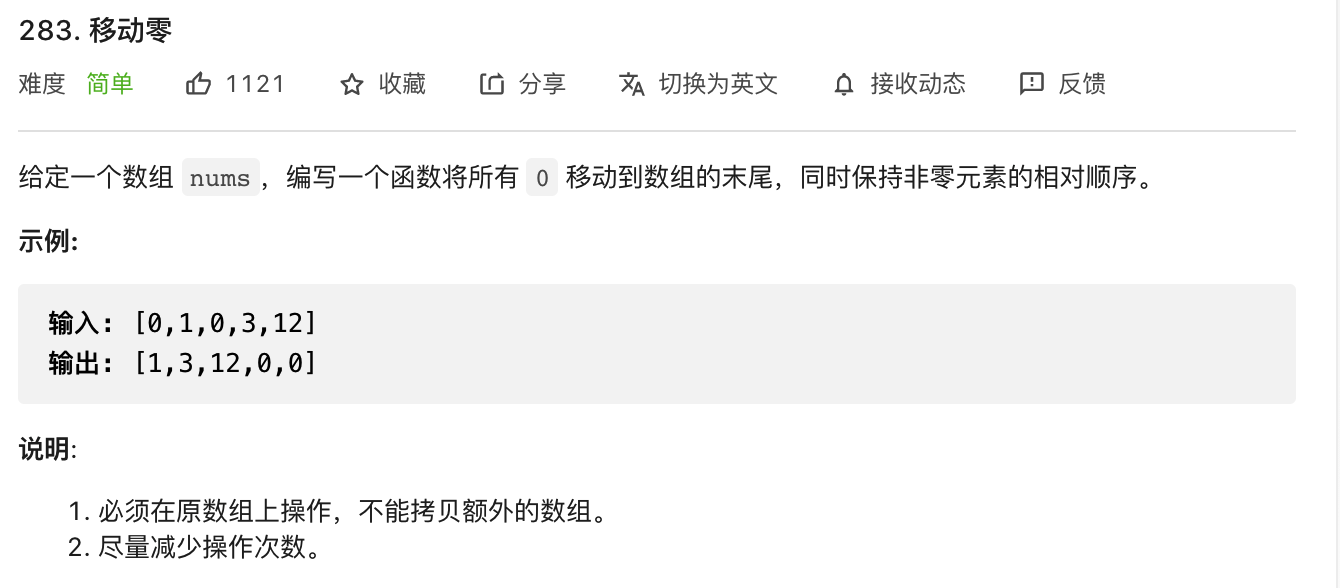 283. 移动零
难度 简单 1121 收藏 分享 切换为英文 接收动态 反馈
给定一个数组 nums，编写一个函数将所有 0 移动到数组的末尾，同时保持非零元素的相对顺序。
示例:
输入: [0,1,0,3,12]
输出: [1,3,12,0,0]
说明:
1. 必须在原数组上操作，不能拷贝额外的数组。
2. 尽量减少操作次数。